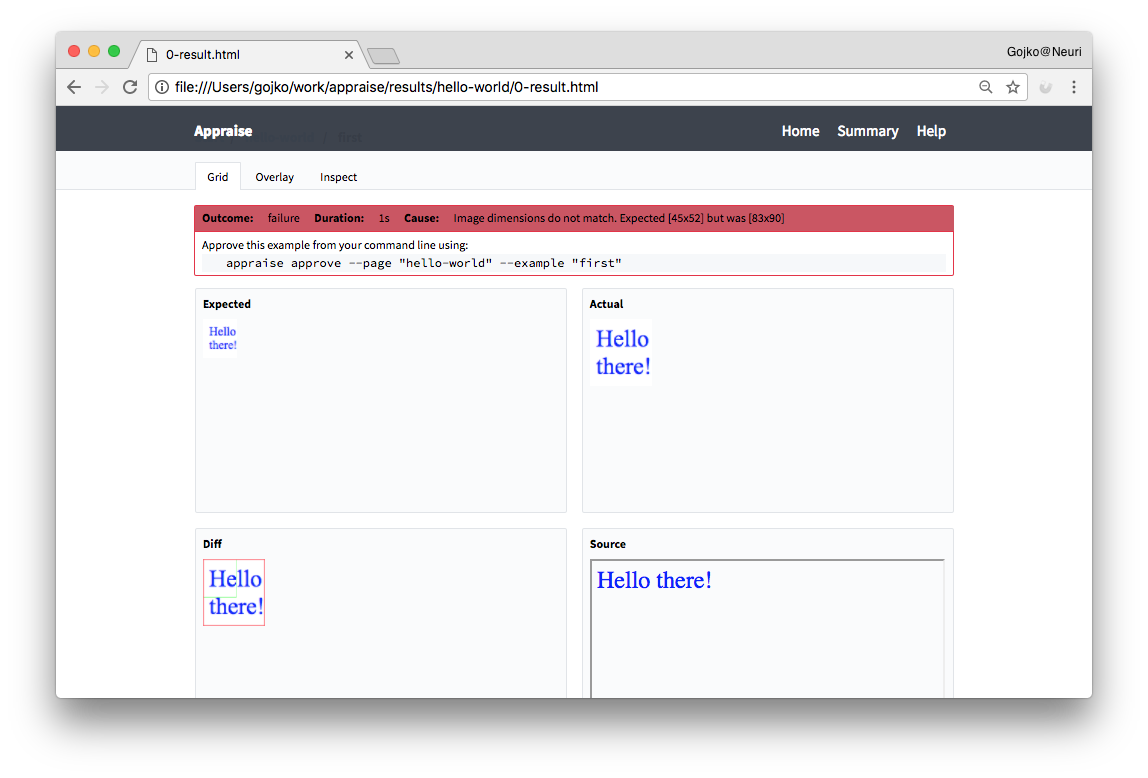 0-result.html
Gojko@Neuri
file:///Users/gojko/work/appraise/results/hello-world/0-result.html
Appraise Home Summary Help
Grid Overlay Inspect
Outcome: failure Duration: 1s Cause: Image dimensions do not match. Expected [45x52] but was [83x90]
Approve this example from your command line using:
appraise approve --page "hello-world" --example "first"
Expected
Hello
there!
Actual
Hello
there!
Diff
Hello
there!
Source
Hello there!